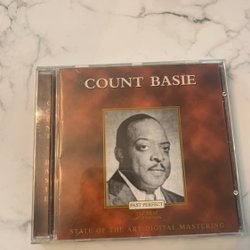 COUNT BASIE
PAST PERFECT
STATE OF THE ART DIGITAL MASTERING